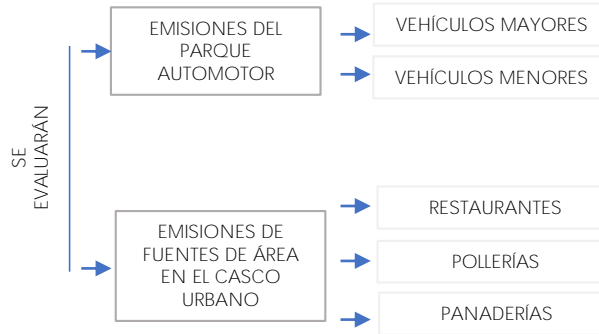 SE
EVALUARÁN
EMISIONES DEL
PARQUE
AUTOMOTOR
VEHÍCULOS MAYORES
VEHÍCULOS MENORES
EMISIONES DE
FUENTES DE ÁREA
EN EL CASCO
URBANO
RESTAURANTES
POLLERÍAS
PANADERÍAS